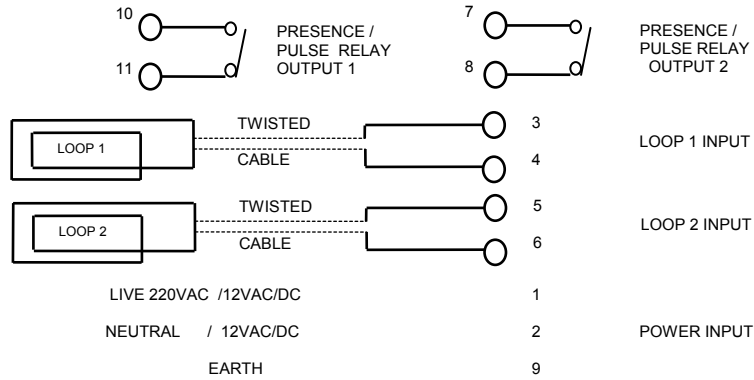 10
PRESENCE /
PULSE RELAY
OUTPUT 1
11
7
PRESENCE /
PULSE RELAY
OUTPUT 2
8
LOOP 1
TWISTED
CABLE
3
4
LOOP 1 INPUT
LOOP 2
TWISTED
CABLE
5
6
LOOP 2 INPUT
LIVE 220VAC /12VAC/DC 1
NEUTRAL / 12VAC/DC 2 POWER INPUT
EARTH 9